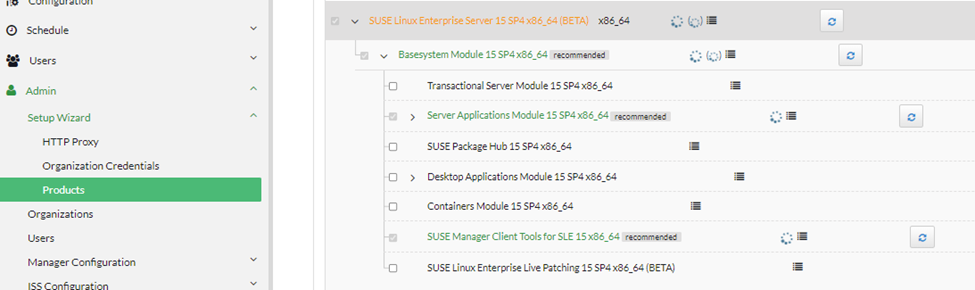 Configuration
Schedule
Users
Admin
Setup Wizard
HTTP Proxy
Organization Credentials
Products
Organizations
Users
Manager Configuration
ISS Configuration
SUSE Linux Enterprise Server 15 SP4 x86_64 (BETA) x86_64
Basesystem Module 15 SP4 x86_64 recommended
Transactional Server Module 15 SP4 x86_64
Server Applications Module 15 SP4 x86_64 recommended
SUSE Package Hub 15 SP4 x86_64
Desktop Applications Module 15 SP4 x86_64
Containers Module 15 SP4 x86_64
SUSE Manager Client Tools for SLE 15 x86_64 recommended
SUSE Linux Enterprise Live Patching 15 SP4 x86_64 (BETA)